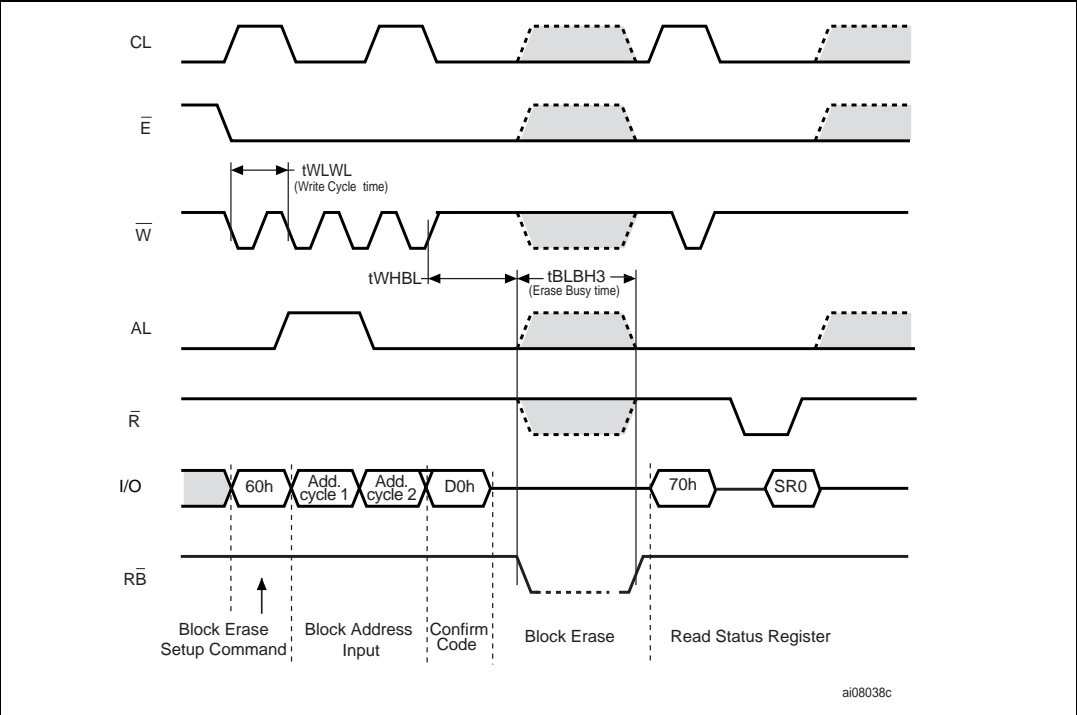 CL
E̅
tWLWL
(Write Cycle time)
W̅
tWHBL
tBLBH3
(Erase Busy time)
AL
R̅
I/O
60h
Add.
cycle 1
Add.
cycle 2
D0h
70h
SR0
RB̅
Block Erase
Setup Command
Block Address
Input
Confirm
Code
Block Erase
Read Status Register
ai08038c